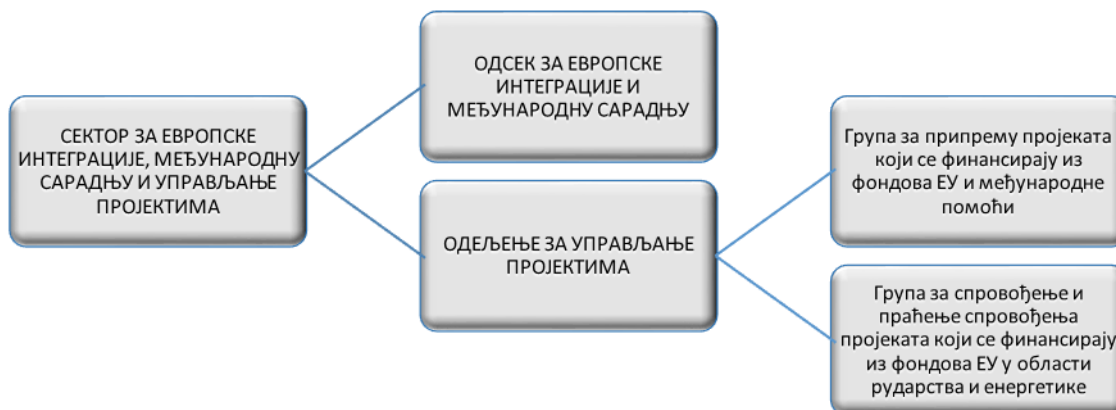 СЕКТОР ЗА ЕВРОПСКЕ
ИНТЕГРАЦИЈЕ, МЕЂУНАРОДНУ
САРАДЊУ И УПРАВЉАЊЕ
ПРОЈЕКТИМА
ОДСЕК ЗА ЕВРОПСКЕ
ИНТЕГРАЦИЈЕ И
МЕЂУНАРОДНУ САРАДЊУ
ОДЕЉЕЊЕ ЗА УПРАВЉАЊЕ
ПРОЈЕКТИМА
Група за припрему пројеката
који се финансирају из
фондова ЕУ и међународне
помоћи
Група за спровођење и
праћење спровођења
пројеката који се финансирају
из фондова ЕУ у области
рударства и енергетике